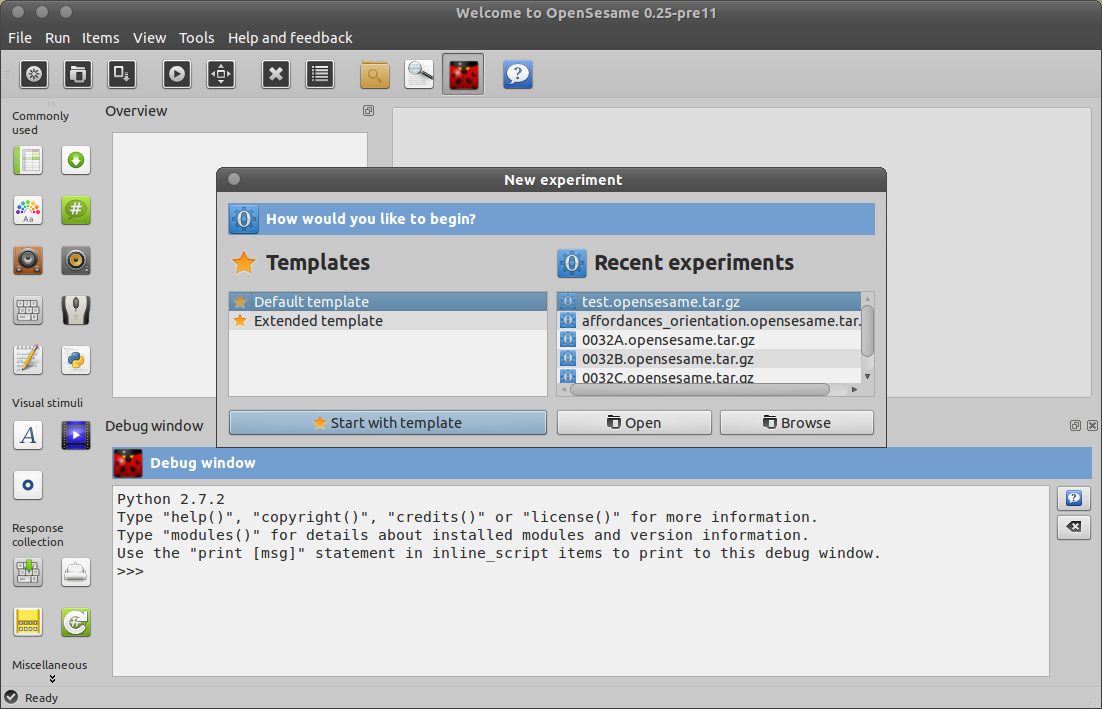 Welcome to OpenSesame 0.25-pre11
File Run Items View Tools Help and feedback
Commonly
used
Overview
New experiment
How would you like to begin?
Templates
Recent experiments
Default template
Extended template
test.opensesame.tar.gz
affordances_orientation.opensesame.tar.
0032A.opensesame.tar.gz
0032B.opensesame.tar.gz
0032C.opensesame.tar.gz
Start with template
Open
Browse
Aa
#
Visual stimuli
A
Response
collection
Miscellaneous
Debug window
Debug window
Python 2.7.2
Type "help()", "copyright()", "credits()" or "license()" for more information.
Type "modules()" for details about installed modules and version information.
Use the "print [msg]" statement in inline_script items to print to this debug window.
>>>
Ready